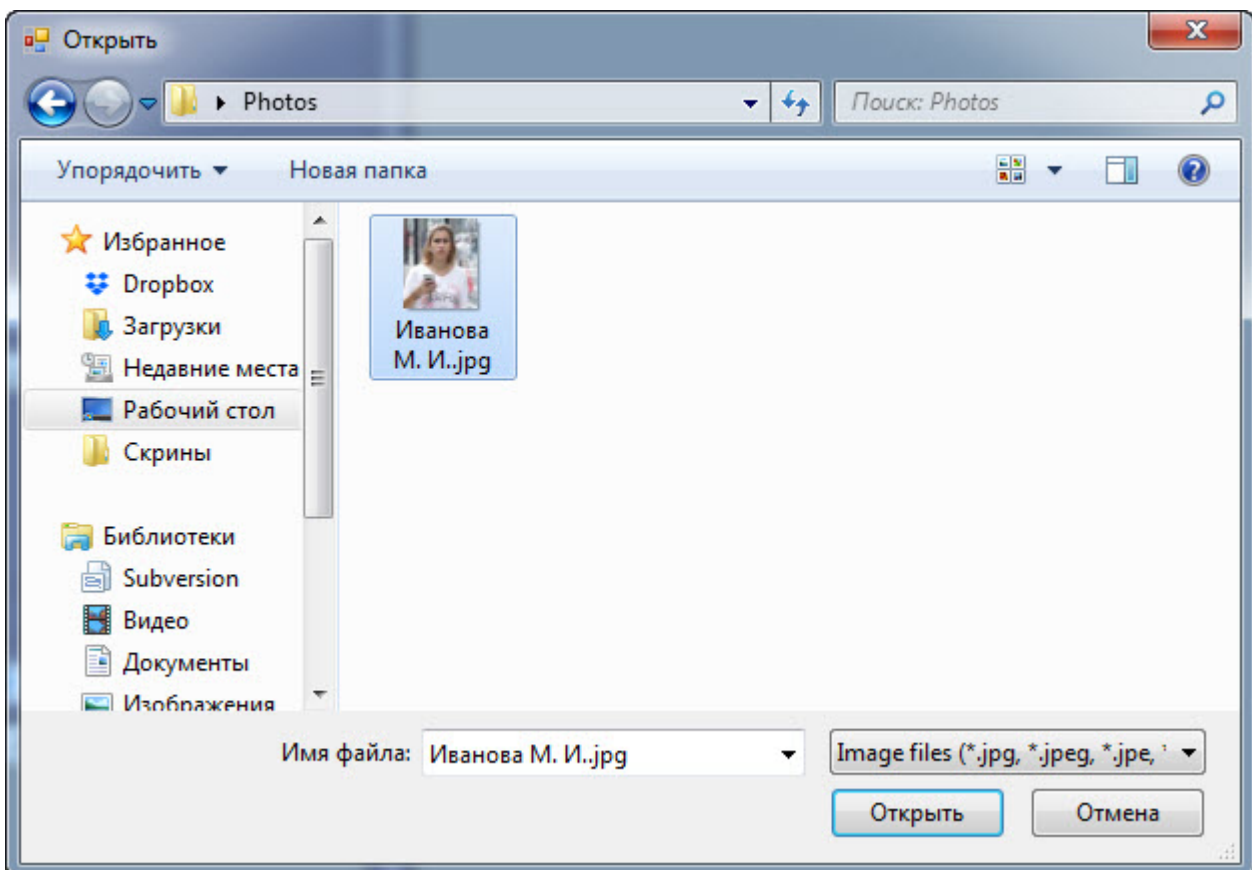 Открыть
Photos
Поиск: Photos
Упорядочить
Новая папка
Избранное
Dropbox
Загрузки
Недавние места
Рабочий стол
Скрины
Библиотеки
Subversion
Видео
Документы
Изображения
Иванова
М. И..jpg
Имя файла: Иванова М. И..jpg
Image files (*.jpg, *.jpeg, *.jpe,
Открыть
Отмена